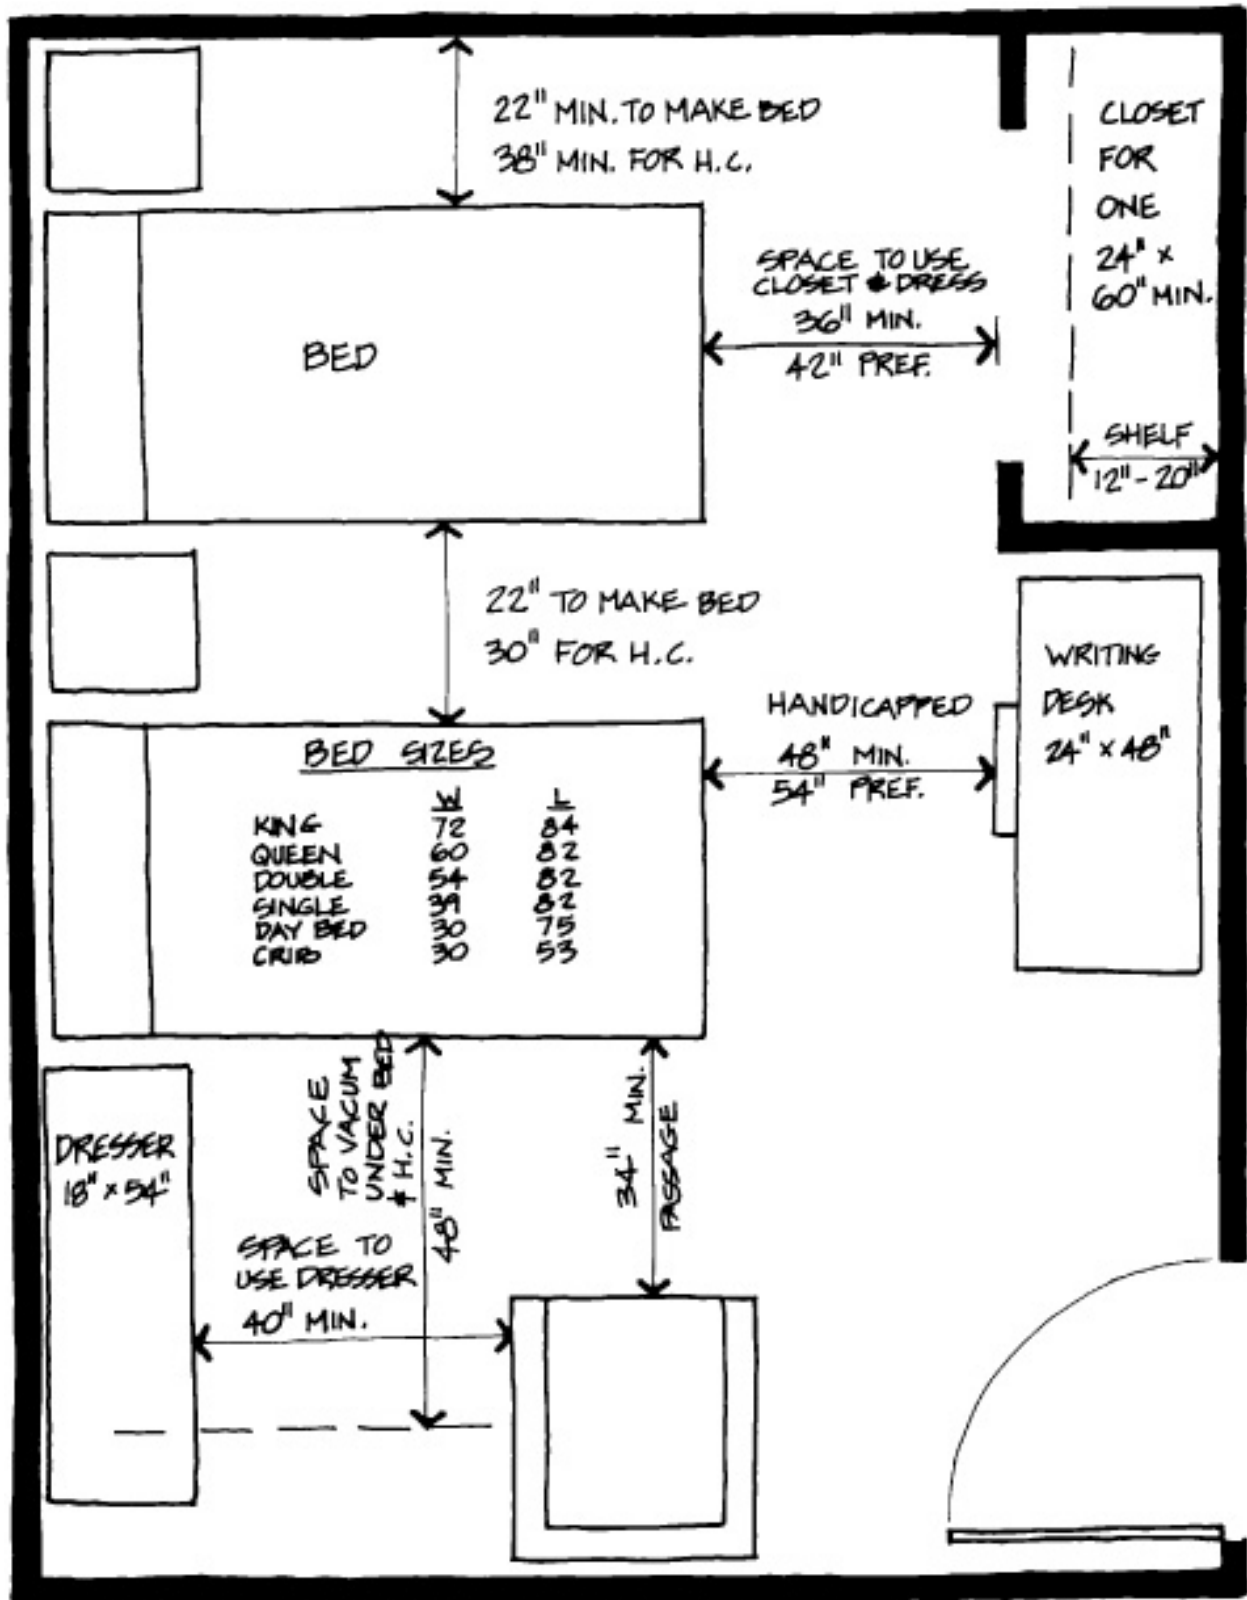 22" MIN. TO MAKE BED
38" MIN. FOR H.C.
CLOSET
FOR
ONE
24" x
60" MIN.
SPACE TO USE
CLOSET & DRESS
36" MIN.
42" PREF.
BED
SHELF
12" - 20"
22" TO MAKE BED
30" FOR H.C.
WRITING
DESK
24" x 48"
HANDICAPPED
48" MIN.
54" PREF.
BED SIZES
W L
KING 72 84
QUEEN 60 82
DOUBLE 54 82
SINGLE 39 82
DAY BED 30 75
CRIB 30 53
DRESSER
18" x 54"
SPACE
TO VACUM
UNDER BED
& H.C.
48" MIN.
34" MIN.
PASSAGE
SPACE TO
USE DRESSER
40" MIN.